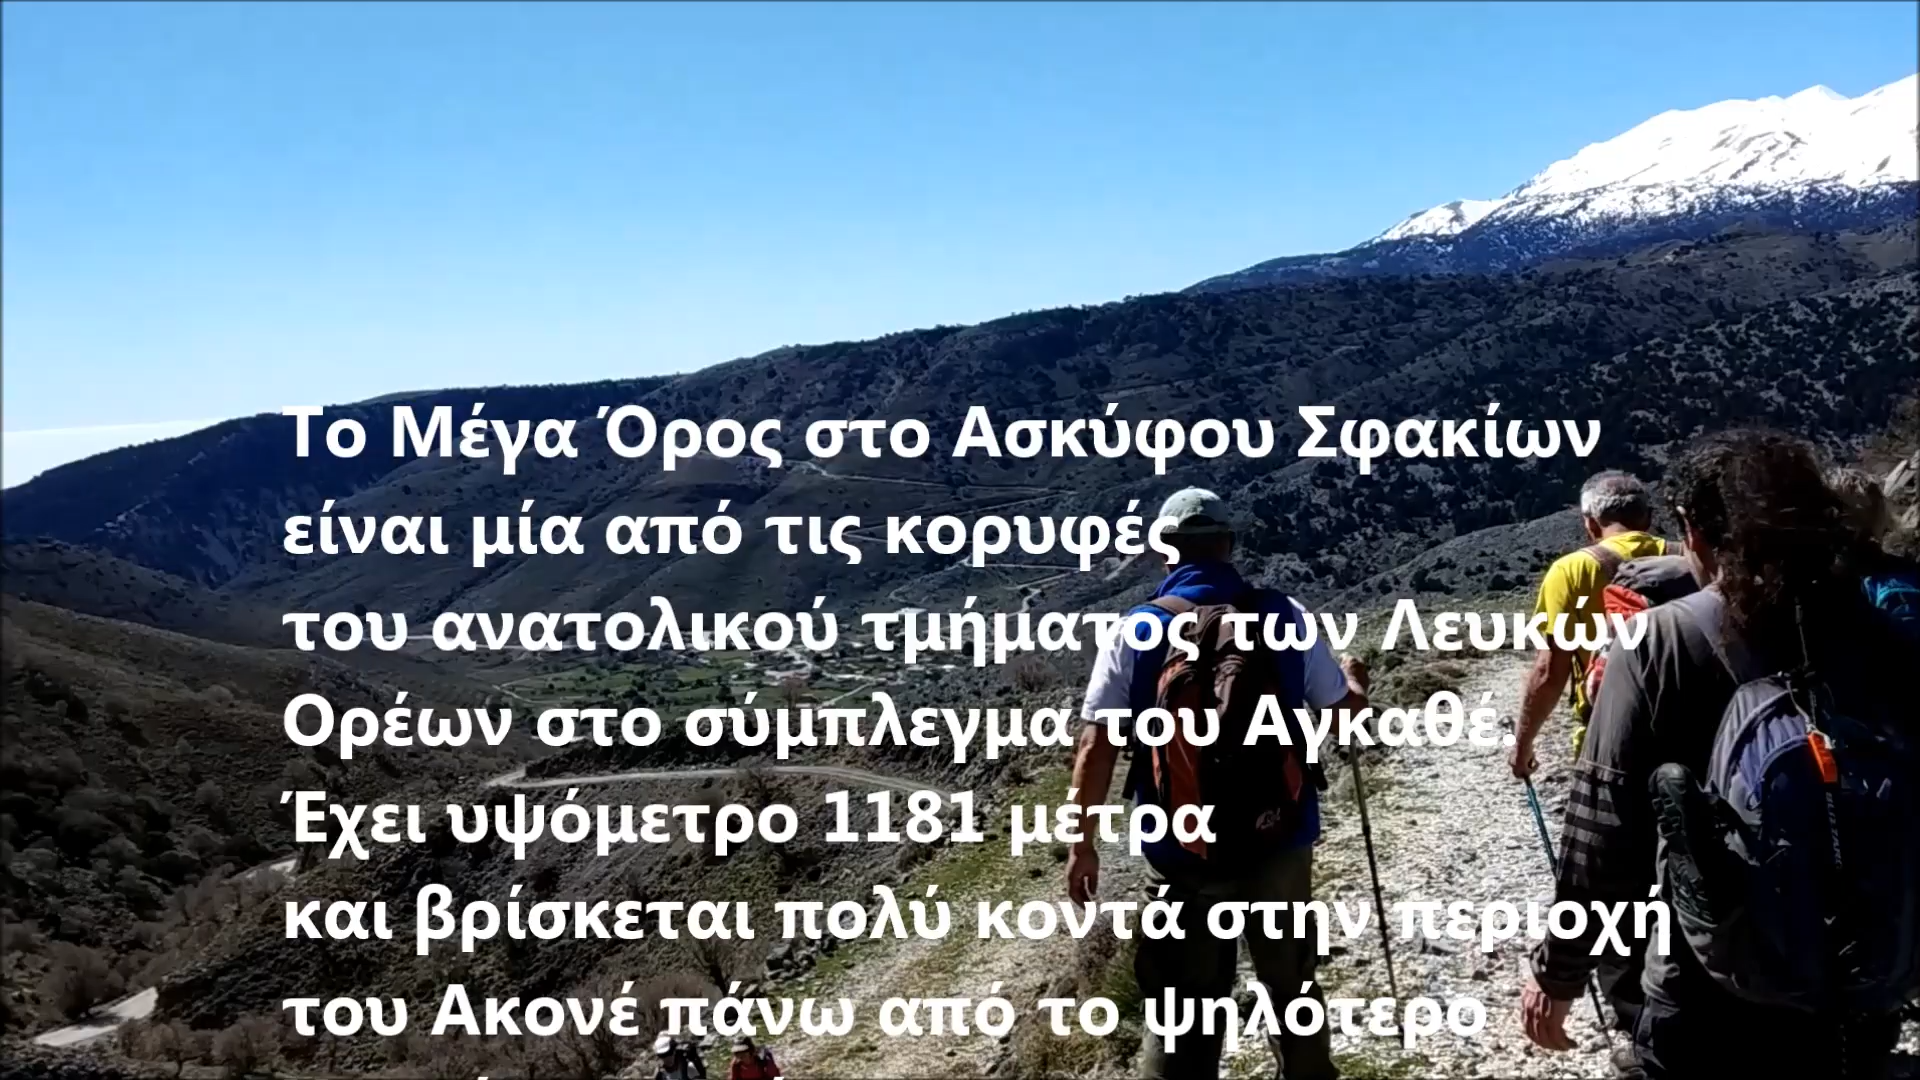 Το Μέγα Όρος στο Ασκύφου Σφακίων
είναι μία από τις κορυφές
του ανατολικού τμήματος των Λευκών
Ορέων στο σύμπλεγμα του Αγκαθέ.
Έχει υψόμετρο 1181 μέτρα
και βρίσκεται πολύ κοντά στην περιοχή
του Ακονέ πάνω από το ψηλότερο